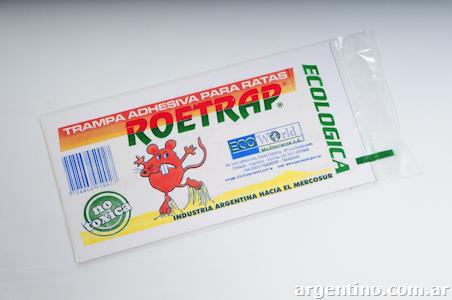 TRAMPA ADHESIVA PARA RATAS
ROETRAP®
ECOLOGICA
ECO World
no
toxica
INDUSTRIA ARGENTINA HACIA EL MERCOSUR
argentino.com.ar